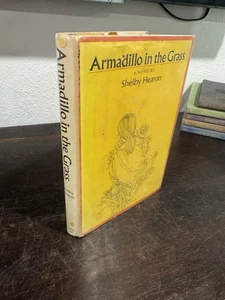 Armadillo in the Grass
A NOVEL BY
Shelby Hearon
Armadillo in the Grass